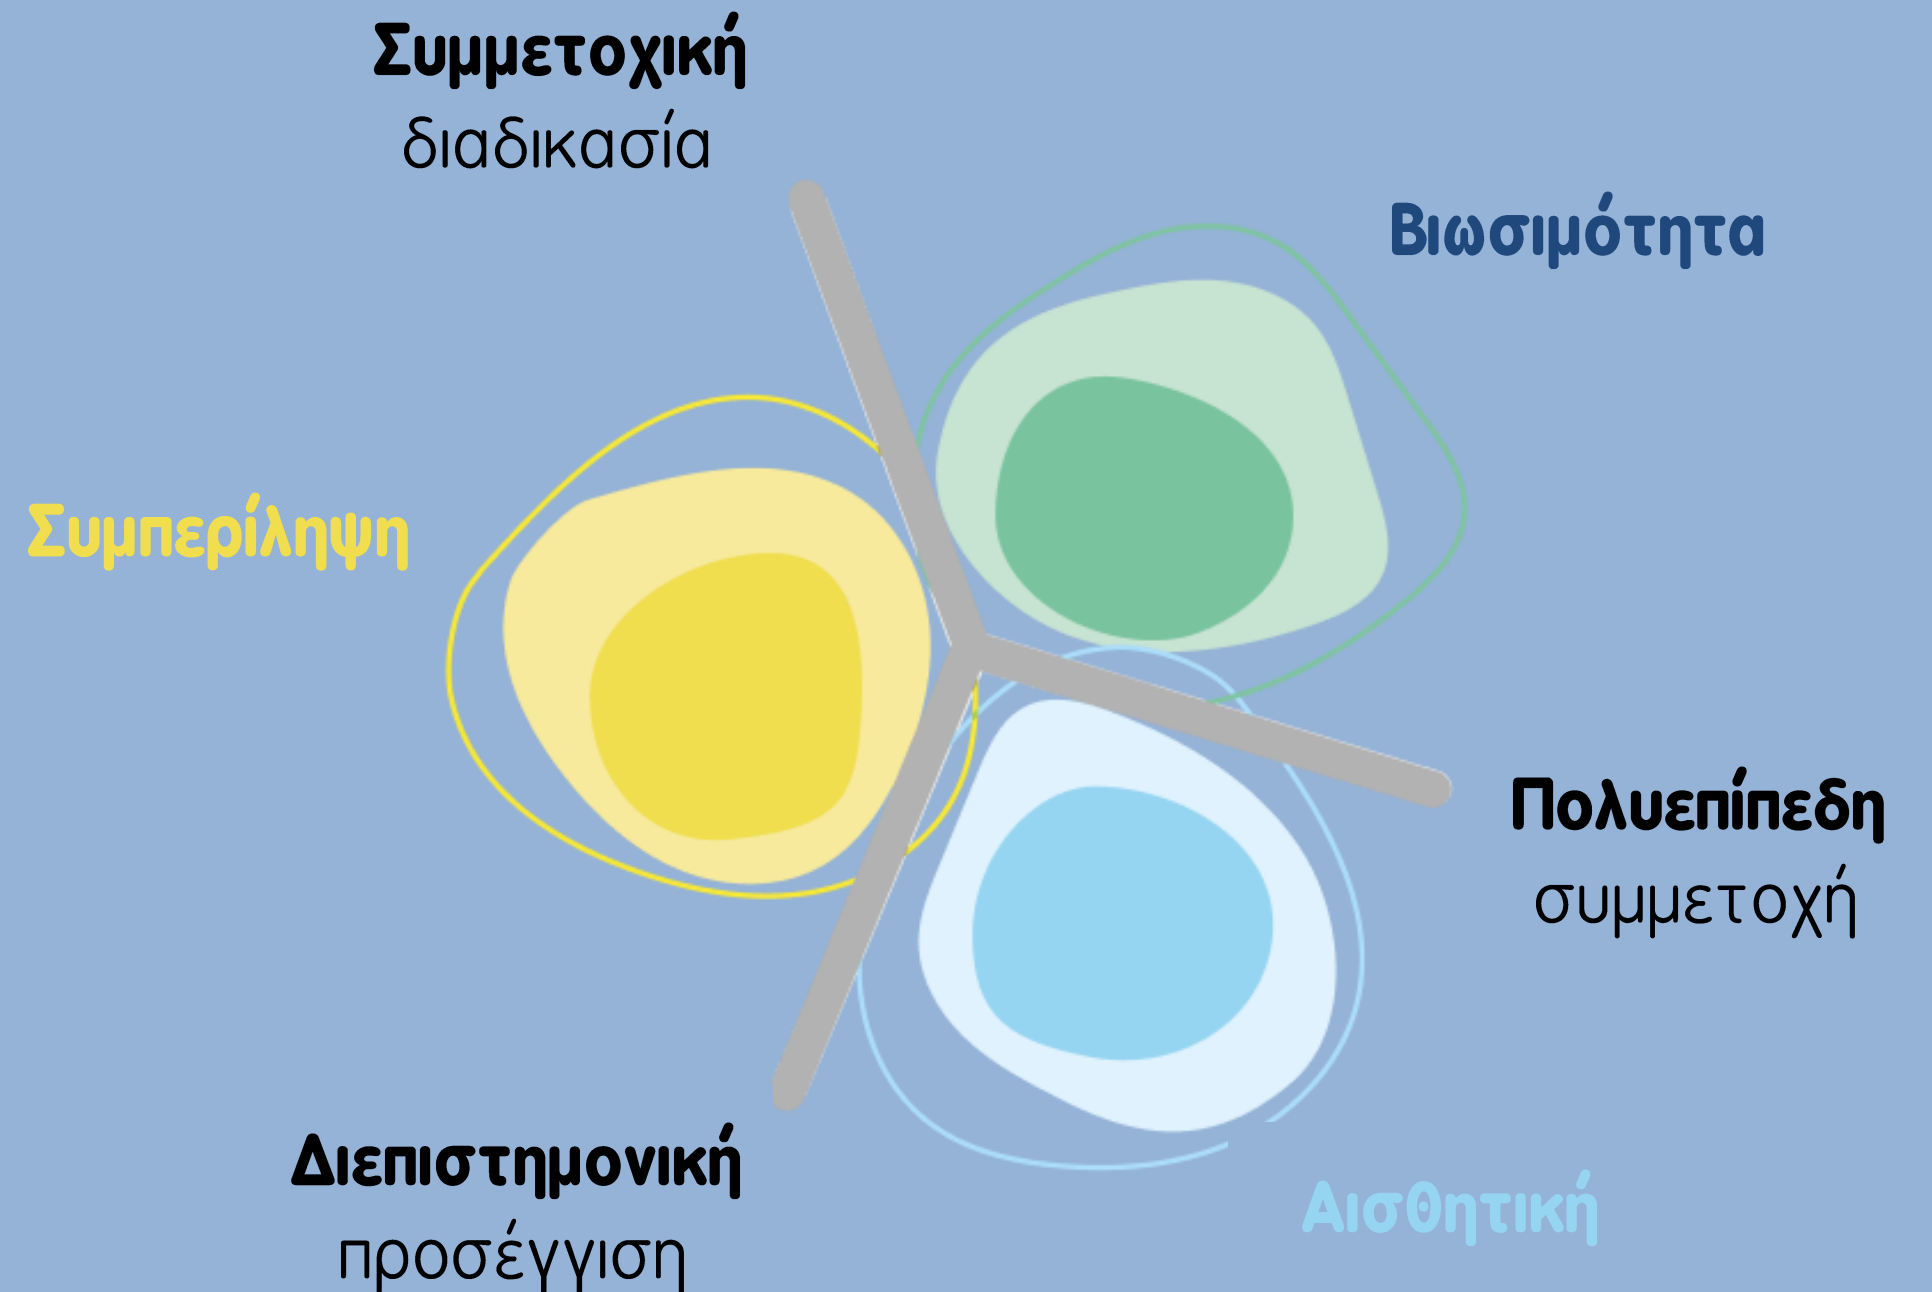 Συμμετοχική
διαδικασία
Βιωσιμότητα
Συμπερίληψη
Πολυεπίπεδη
συμμετοχή
Διεπιστημονική
προσέγγιση
Αισθητική